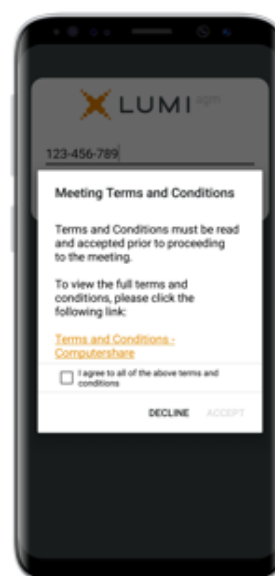 LUMI agm
123-456-789
Meeting Terms and Conditions
Terms and Conditions must be read
and accepted prior to proceeding
to the meeting.
To view the full terms and
conditions, please click the
following link:
Terms and Conditions -
Computershare
I agree to all of the above terms and
conditions
DECLINE ACCEPT